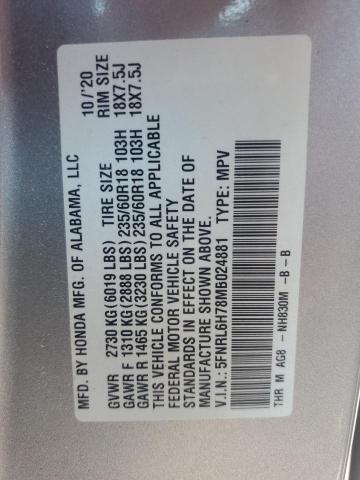 MFD. BY HONDA MFG. OF ALABAMA, LLC 10/'20
TIRE SIZE RIM SIZE
GVWR 2730 KG(6019 LBS)
GAWR F 1310 KG(2888 LBS) 235/60R18 103H 18X7.5J
GAWR R 1465 KG(3230 LBS) 235/60R18 103H 18X7.5J
THIS VEHICLE CONFORMS TO ALL APPLICABLE
FEDERAL MOTOR VEHICLE SAFETY
STANDARDS IN EFFECT ON THE DATE OF
MANUFACTURE SHOWN ABOVE.
V.I.N.: 5FNRL6H78MB024881 TYPE: MPV
THR M AG8 - NH830M -B - B